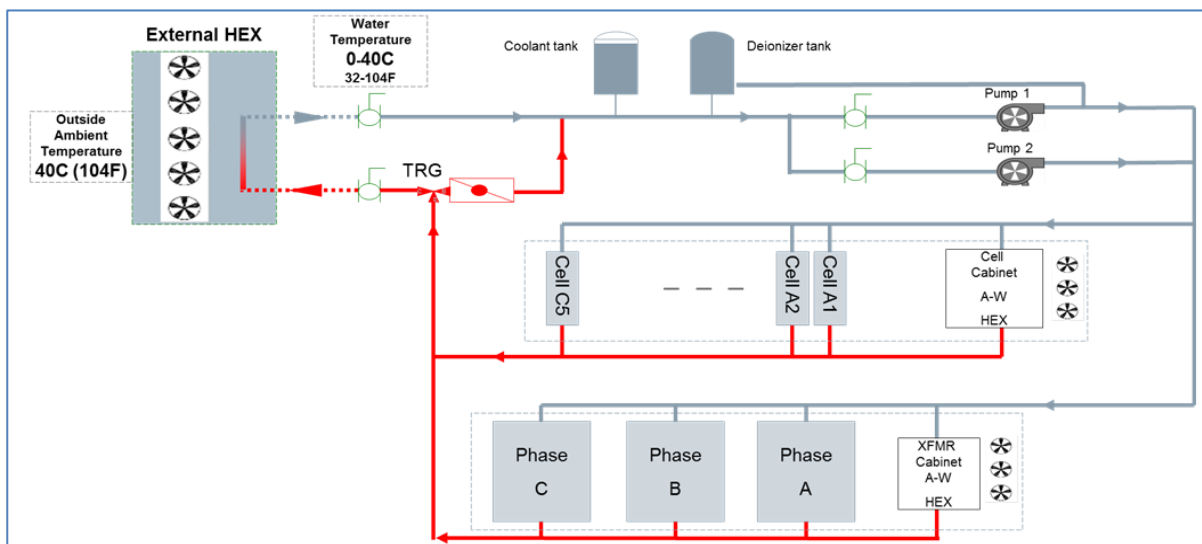 External HEX
Water
Temperature
0-40C
32-104F
Coolant tank
Deionizer tank
Outside
Ambient
Temperature
40C (104F)
TRG
Pump 1
Pump 2
Cell C5
Cell A2
Cell A1
Cell
Cabinet
A-W
HEX
Phase
C
Phase
B
Phase
A
XFMR
Cabinet
A-W
HEX